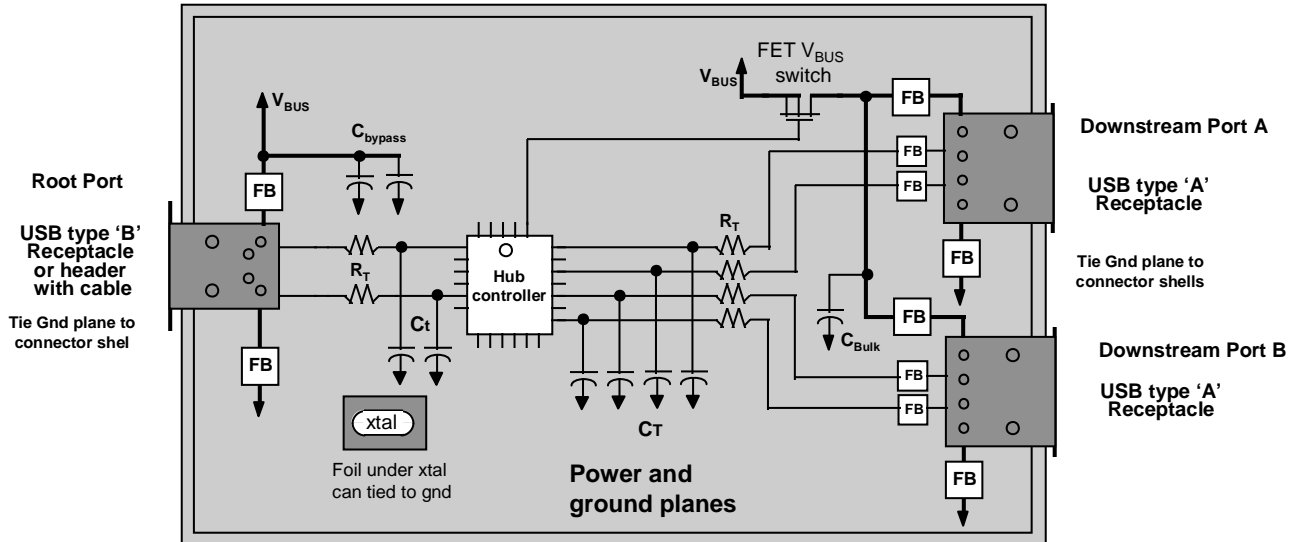 FET V_BUS
switch
V_BUS
FB
V_BUS
C_bypass
FB
Downstream Port A
Root Port
FB
FB
USB type 'A'
Receptacle
USB type 'B'
Receptacle
or header
with cable
R_T
R_T
Hub
controller
FB
Tie Gnd plane to
connector shells
Tie Gnd plane to
connector shel
Ct
FB
C_Bulk
FB
FB
Downstream Port B
FB
FB
USB type 'A'
Receptacle
xtal
CT
Foil under xtal
can tied to gnd
Power and
ground planes
FB